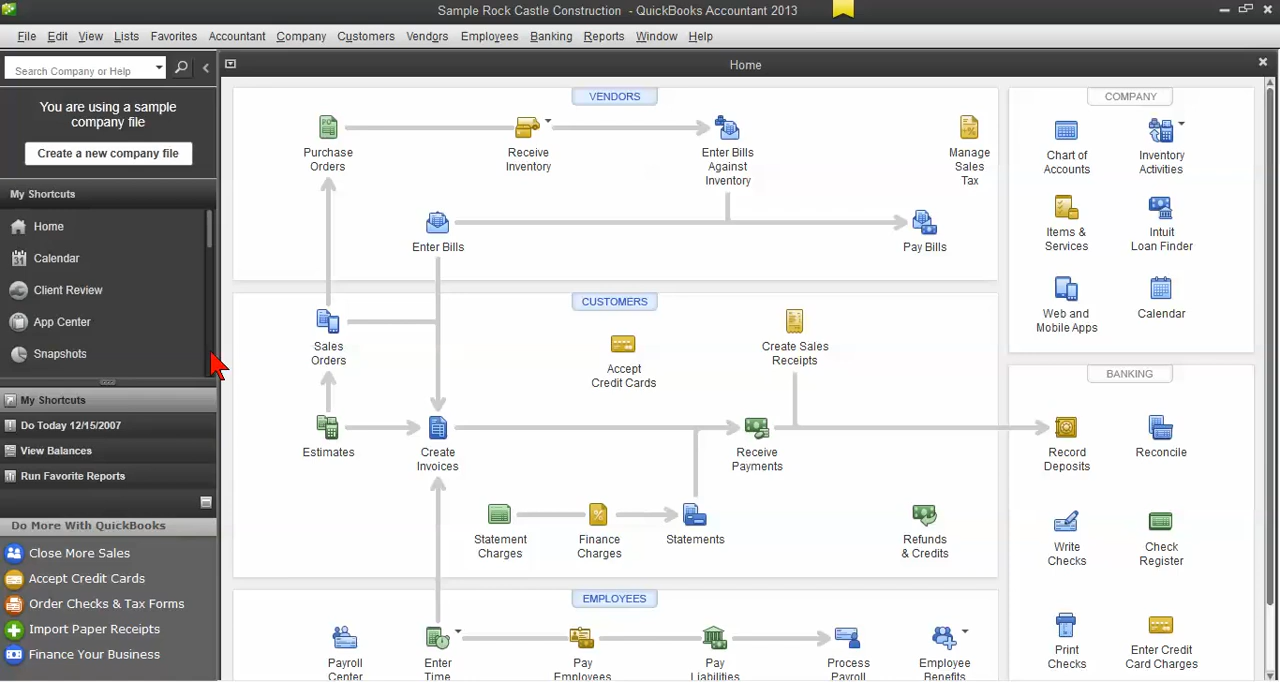 Sample Rock Castle Construction - QuickBooks Accountant 2013
File Edit View Lists Favorites Accountant Company Customers Vendors Employees Banking Reports Window Help
Search Company or Help
Home
You are using a sample
company file
Create a new company file
My Shortcuts
Home
Calendar
Client Review
App Center
Snapshots
My Shortcuts
Do Today 12/15/2007
View Balances
Run Favorite Reports
Do More With QuickBooks
Close More Sales
Accept Credit Cards
Order Checks & Tax Forms
Import Paper Receipts
Finance Your Business
VENDORS
Purchase
Orders
Receive
Inventory
Enter Bills
Against
Inventory
Manage
Sales
Tax
Enter Bills
Pay Bills
CUSTOMERS
Sales
Orders
Accept
Credit Cards
Create Sales
Receipts
Estimates
Create
Invoices
Receive
Payments
Statement
Charges
Finance
Charges
Statements
Refunds
& Credits
EMPLOYEES
Payroll
Center
Enter
Time
Pay
Employees
Pay
Liabilities
Process
Payroll
Employee
Benefits
COMPANY
Chart of
Accounts
Inventory
Activities
Items &
Services
Intuit
Loan Finder
Web and
Mobile Apps
Calendar
BANKING
Record
Deposits
Reconcile
Write
Checks
Check
Register
Print
Checks
Enter Credit
Card Charges